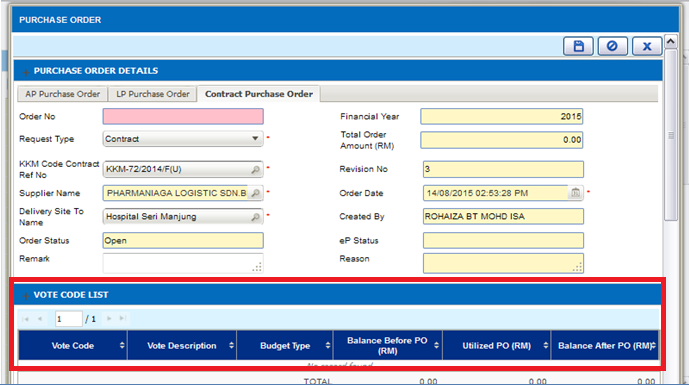 PURCHASE ORDER
X
PURCHASE ORDER DETAILS
AP Purchase Order LP Purchase Order Contract Purchase Order
Order No Financial Year 2015
Request Type Contract * Total Order Amount (RM) 0.00
KKM Code Contract Ref No KKM-72/2014/F(U) * Revision No 3
Supplier Name PHARMANIAGA LOGISTIC SDN.B * Order Date 14/08/2015 02:53:28 PM *
Delivery Site To Name Hospital Seri Manjung * Created By ROHAIZA BT MOHD ISA
Order Status Open eP Status
Remark Reason
VOTE CODE LIST
1 / 1
Vote Code Vote Description Budget Type Balance Before PO (RM) Utilized PO (RM) Balance After PO (RM)
No record found
TOTAL 0.00 0.00 0.00